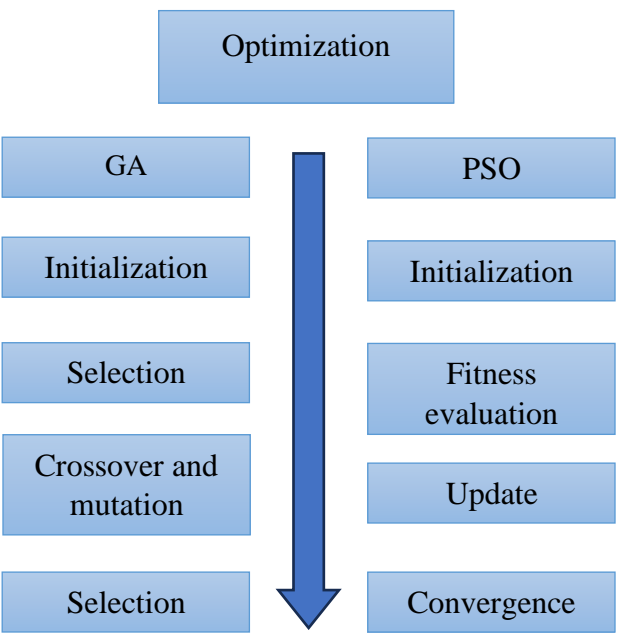 Optimization
GA
PSO
Initialization
Initialization
Selection
Fitness
evaluation
Crossover and
mutation
Update
Selection
Convergence